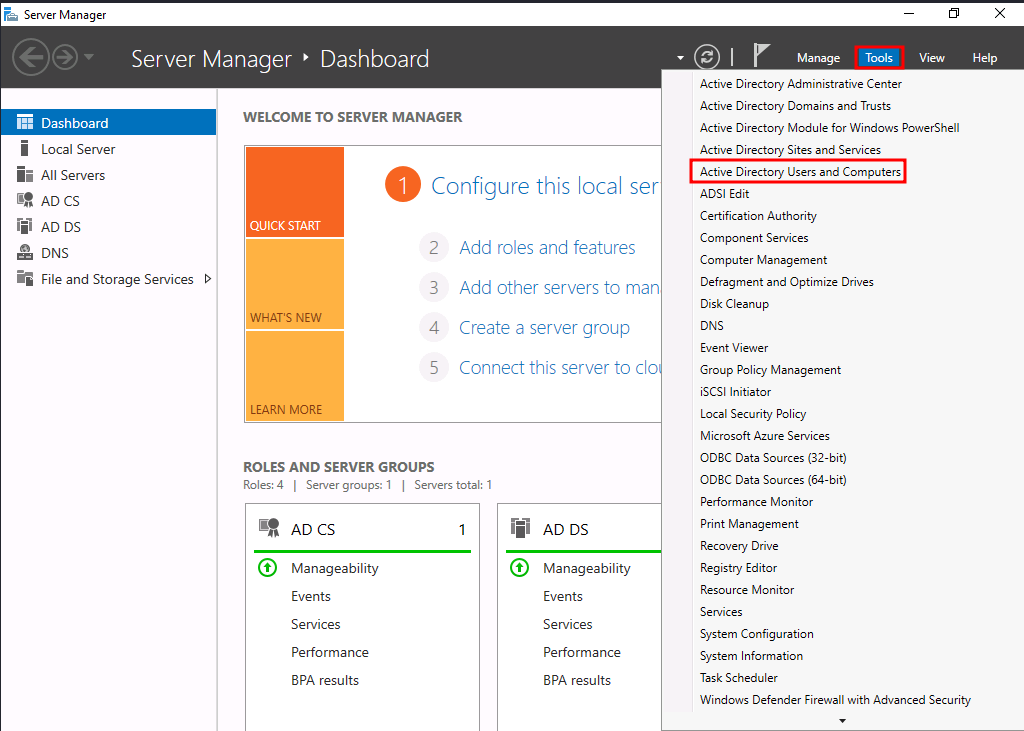 Server Manager
Server Manager • Dashboard
Manage
Tools
View
Help
Dashboard
Local Server
All Servers
AD CS
AD DS
DNS
File and Storage Services
WELCOME TO SERVER MANAGER
QUICK START
WHAT'S NEW
LEARN MORE
1 Configure this local ser
2 Add roles and features
3 Add other servers to man
4 Create a server group
5 Connect this server to clou
ROLES AND SERVER GROUPS
Roles: 4 | Server groups: 1 | Servers total: 1
AD CS 1
Manageability
Events
Services
Performance
BPA results
AD DS
Manageability
Events
Services
Performance
BPA results
Active Directory Administrative Center
Active Directory Domains and Trusts
Active Directory Module for Windows PowerShell
Active Directory Sites and Services
Active Directory Users and Computers
ADSI Edit
Certification Authority
Component Services
Computer Management
Defragment and Optimize Drives
Disk Cleanup
DNS
Event Viewer
Group Policy Management
iSCSI Initiator
Local Security Policy
Microsoft Azure Services
ODBC Data Sources (32-bit)
ODBC Data Sources (64-bit)
Performance Monitor
Print Management
Recovery Drive
Registry Editor
Resource Monitor
Services
System Configuration
System Information
Task Scheduler
Windows Defender Firewall with Advanced Security